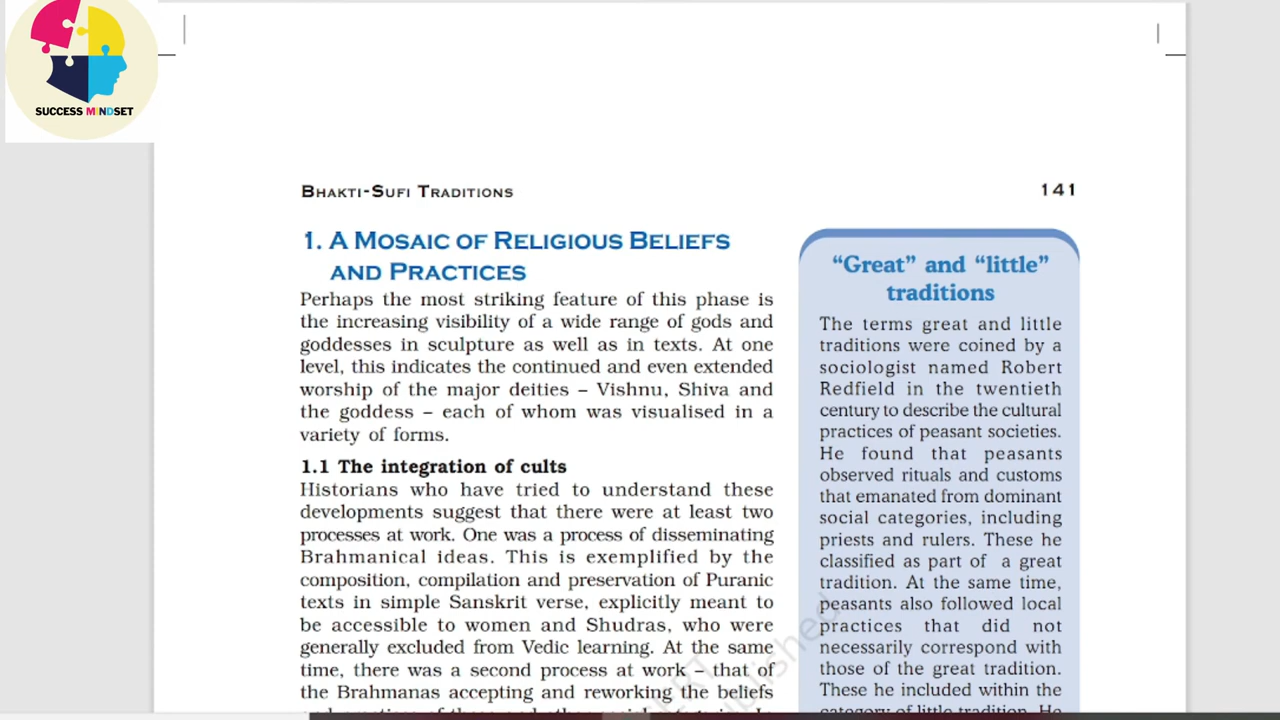 SUCCESS MINDSET
BHAKTI-SUFI TRADITIONS
141
1. A MOSAIC OF RELIGIOUS BELIEFS
AND PRACTICES
Perhaps the most striking feature of this phase is
the increasing visibility of a wide range of gods and
goddesses in sculpture as well as in texts. At one
level, this indicates the continued and even extended
worship of the major deities – Vishnu, Shiva and
the goddess – each of whom was visualised in a
variety of forms.
1.1 The integration of cults
Historians who have tried to understand these
developments suggest that there were at least two
processes at work. One was a process of disseminating
Brahmanical ideas. This is exemplified by the
composition, compilation and preservation of Puranic
texts in simple Sanskrit verse, explicitly meant to
be accessible to women and Shudras, who were
generally excluded from Vedic learning. At the same
time, there was a second process at work – that of
the Brahmanas accepting and reworking the beliefs
“Great” and “little”
traditions
The terms great and little
traditions were coined by a
sociologist named Robert
Redfield in the twentieth
century to describe the cultural
practices of peasant societies.
He found that peasants
observed rituals and customs
that emanated from dominant
social categories, including
priests and rulers. These he
classified as part of a great
tradition. At the same time,
peasants also followed local
practices that did not
necessarily correspond with
those of the great tradition.
These he included within the
category of little tradition. He